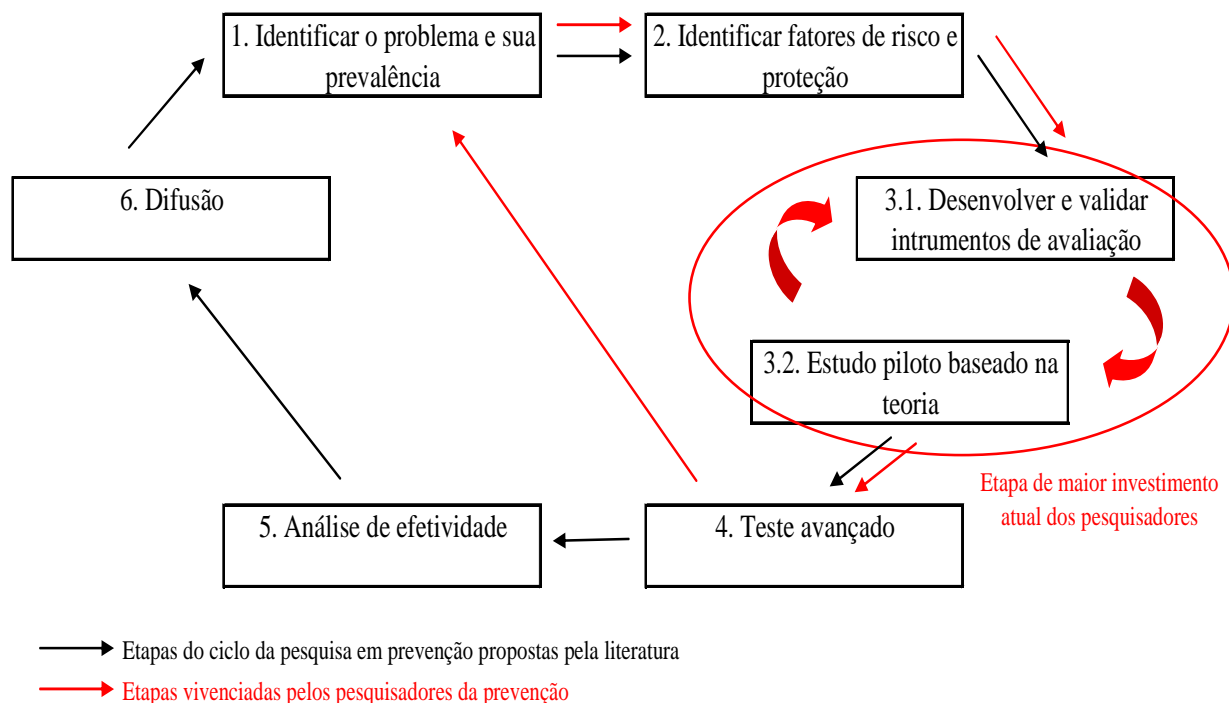 1. Identificar o problema e sua
prevalência
2. Identificar fatores de risco e
proteção
6. Difusão
3.1. Desenvolver e validar
intrumentos de avaliação
3.2. Estudo piloto baseado na
teoria
Etapa de maior investimento
atual dos pesquisadores
5. Análise de efetividade
4. Teste avançado
Etapas do ciclo da pesquisa em prevenção propostas pela literatura
Etapas vivenciadas pelos pesquisadores da prevenção